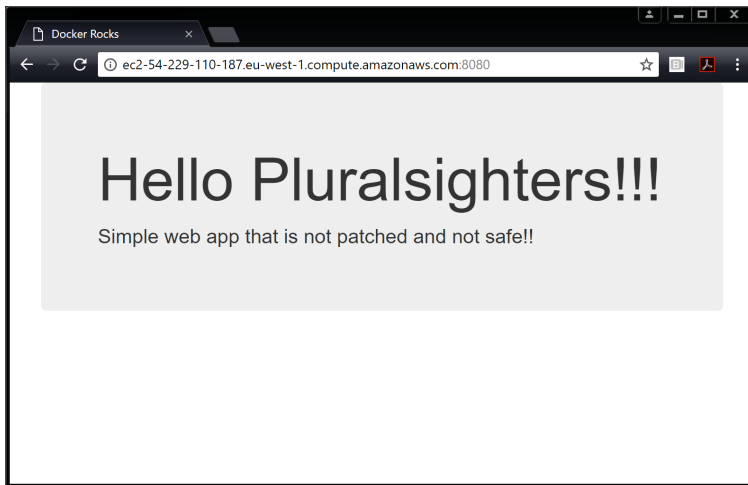 Docker Rocks
ec2-54-229-110-187.eu-west-1.compute.amazonaws.com:8080
Hello Pluralsighters!!!
Simple web app that is not patched and not safe!!